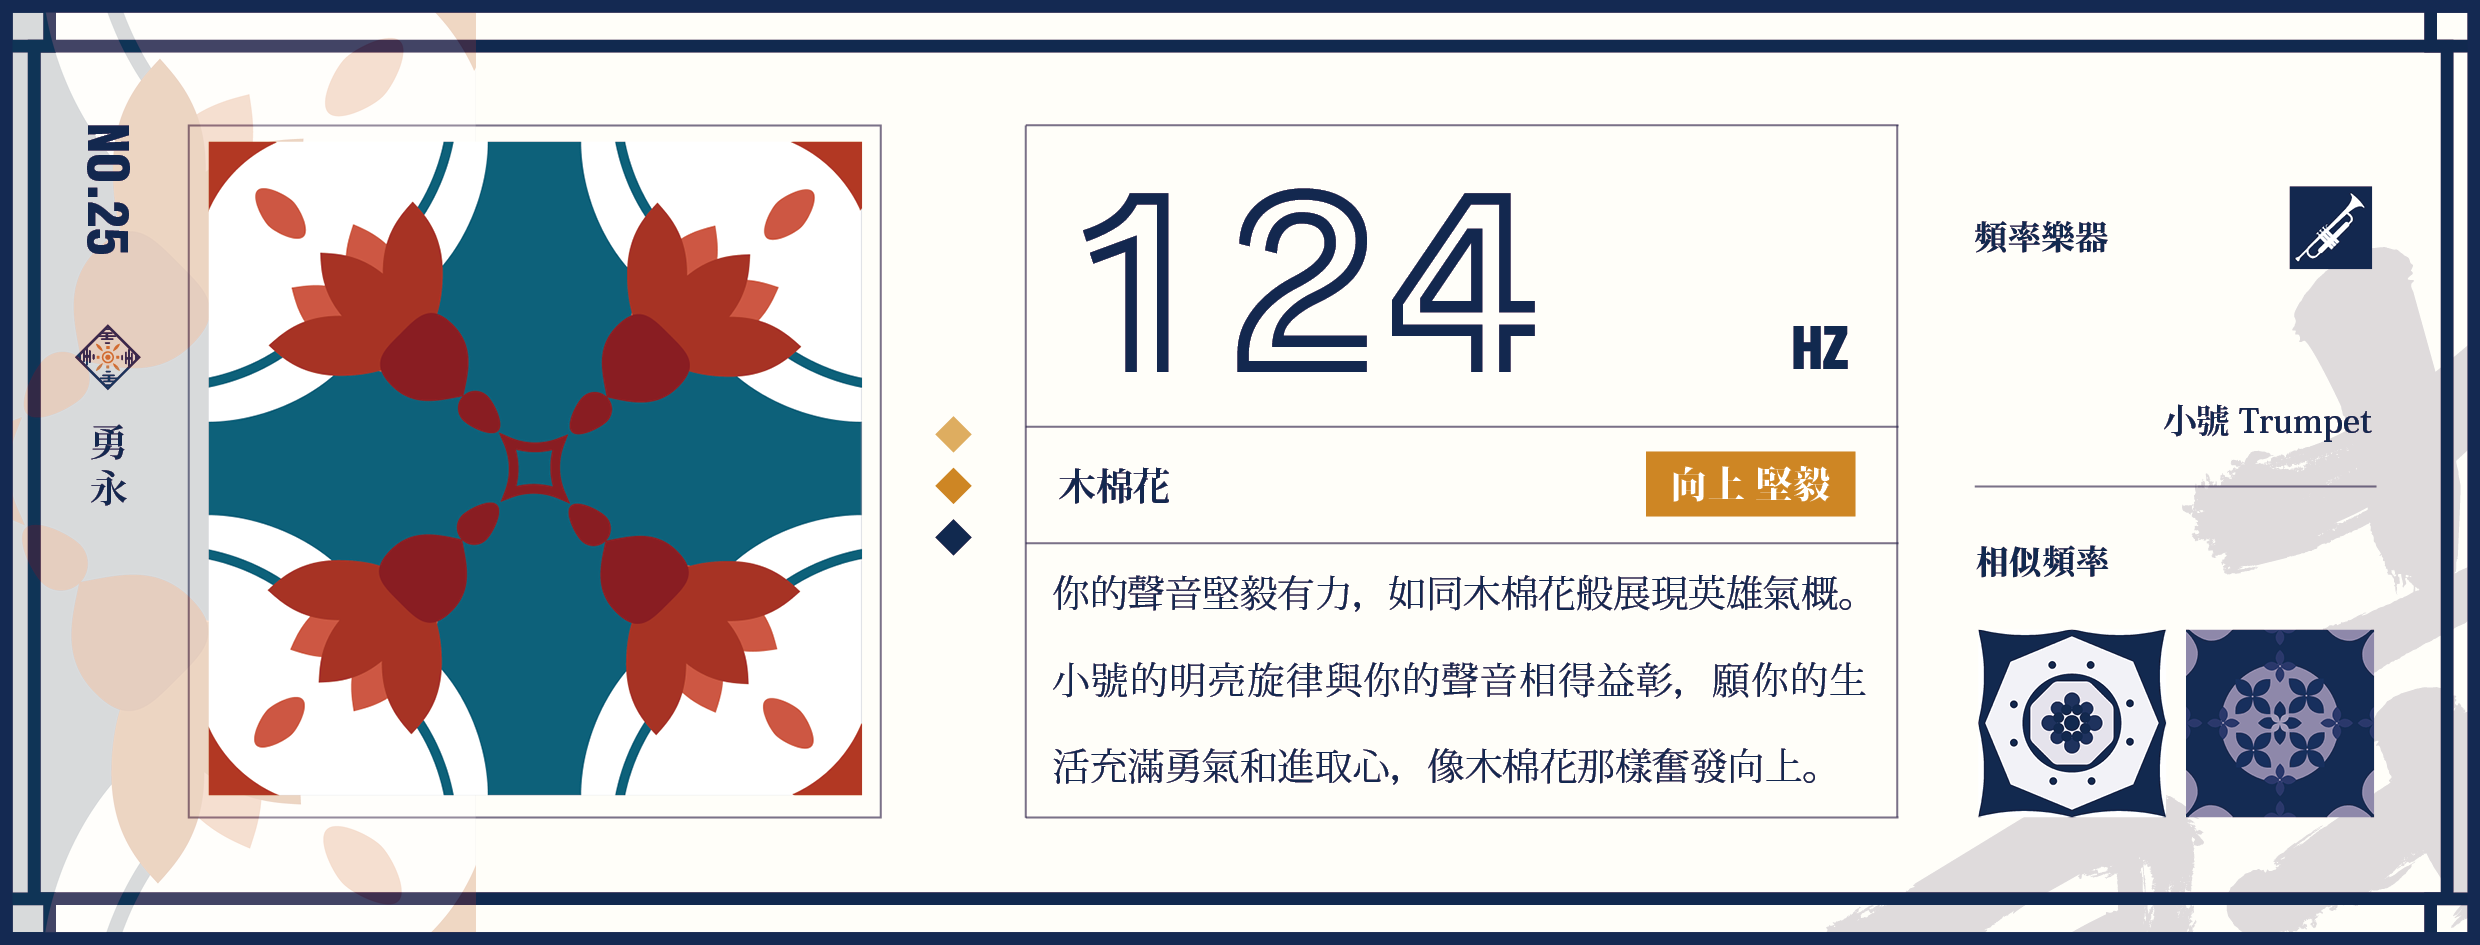 NO.25
勇永
124
HZ
木棉花
向上 堅毅
你的聲音堅毅有力，如同木棉花般展現英雄氣概。
小號的明亮旋律與你的聲音相得益彰，願你的生
活充滿勇氣和進取心，像木棉花那樣奮發向上。
頻率樂器
小號 Trumpet
相似頻率